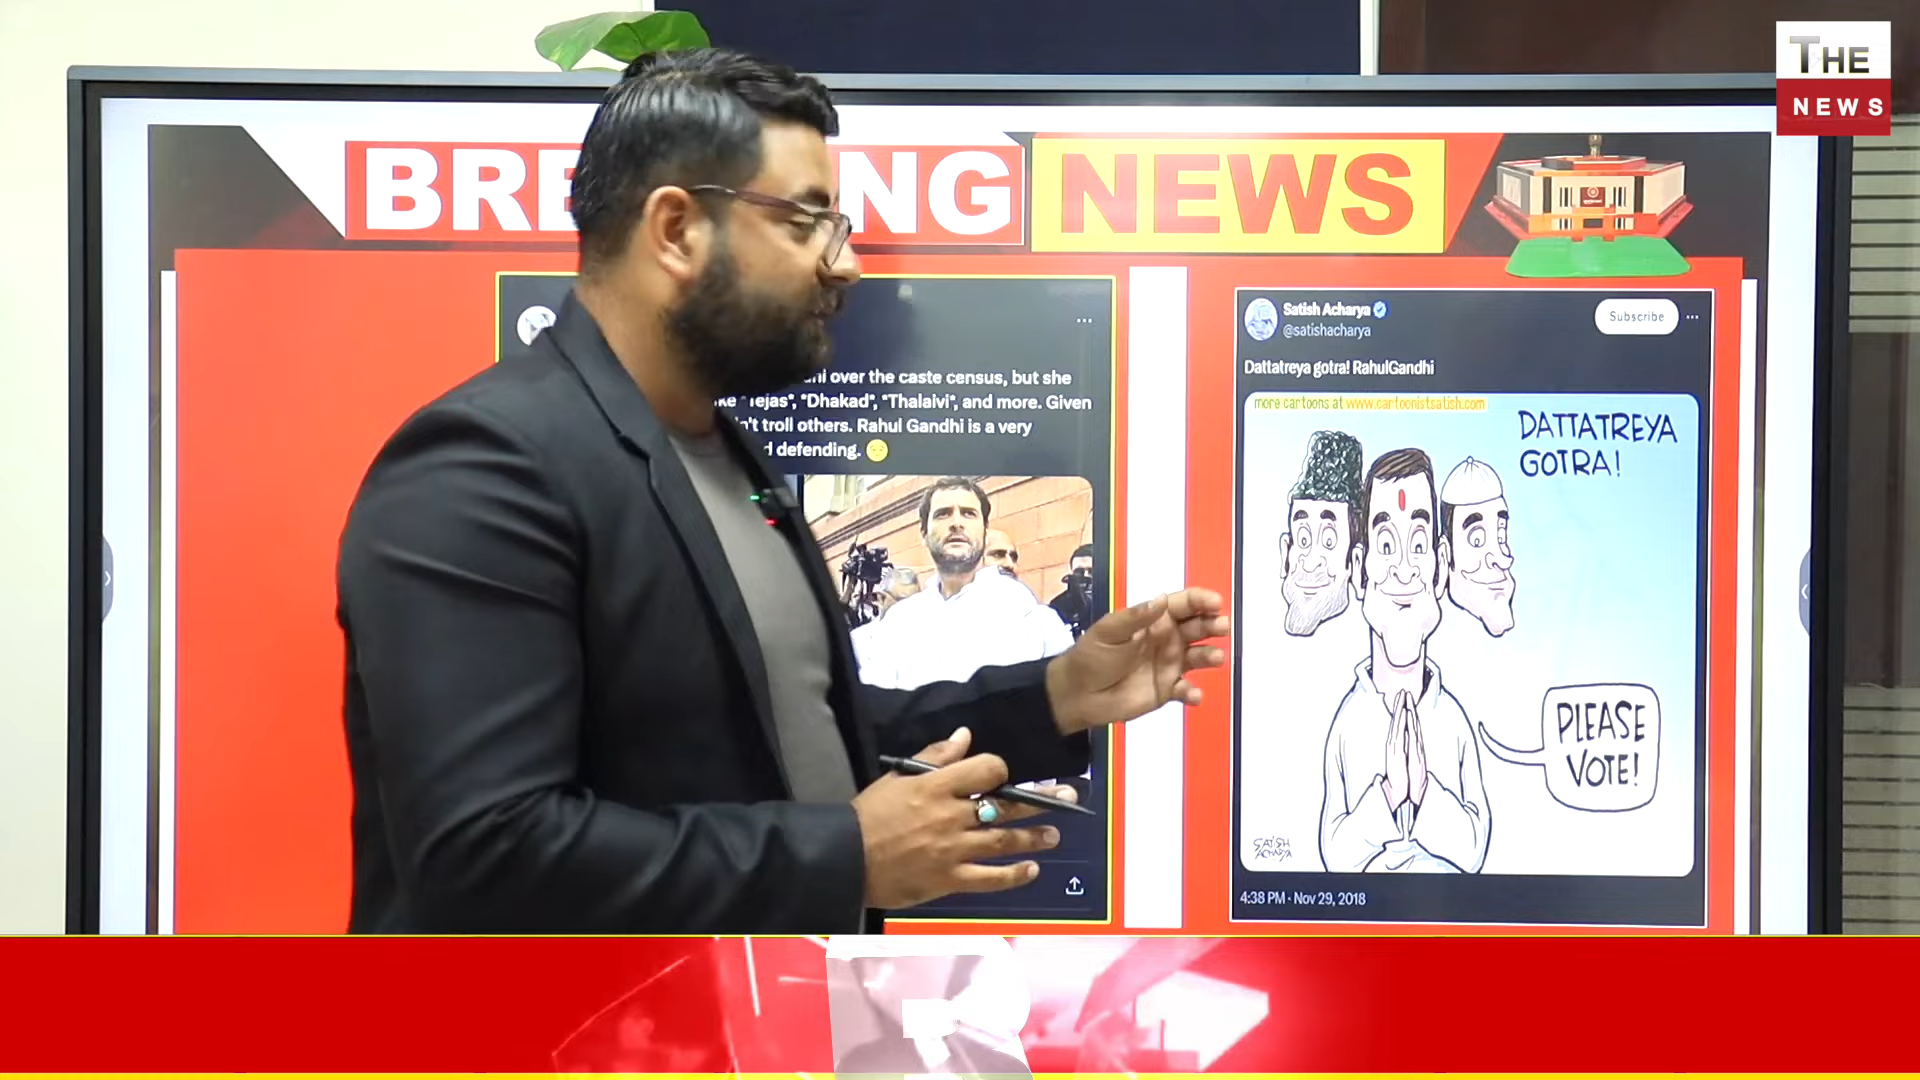 THE
NEWS
BRE
NG
NEWS
Satish Acharya
@satishacharya
Subscribe
over the caste census, but she
*Tejas*, *Dhakad*, *Thalaivi*, and more. Given
troll others. Rahul Gandhi is a very
defending.
Dattatreya gotra! RahulGandhi
more cartoons at www.cartoonistsatish.com
DATTATREYA
GOTRA!
PLEASE
VOTE!
SATISH
ACHARYA
4:38 PM · Nov 29, 2018